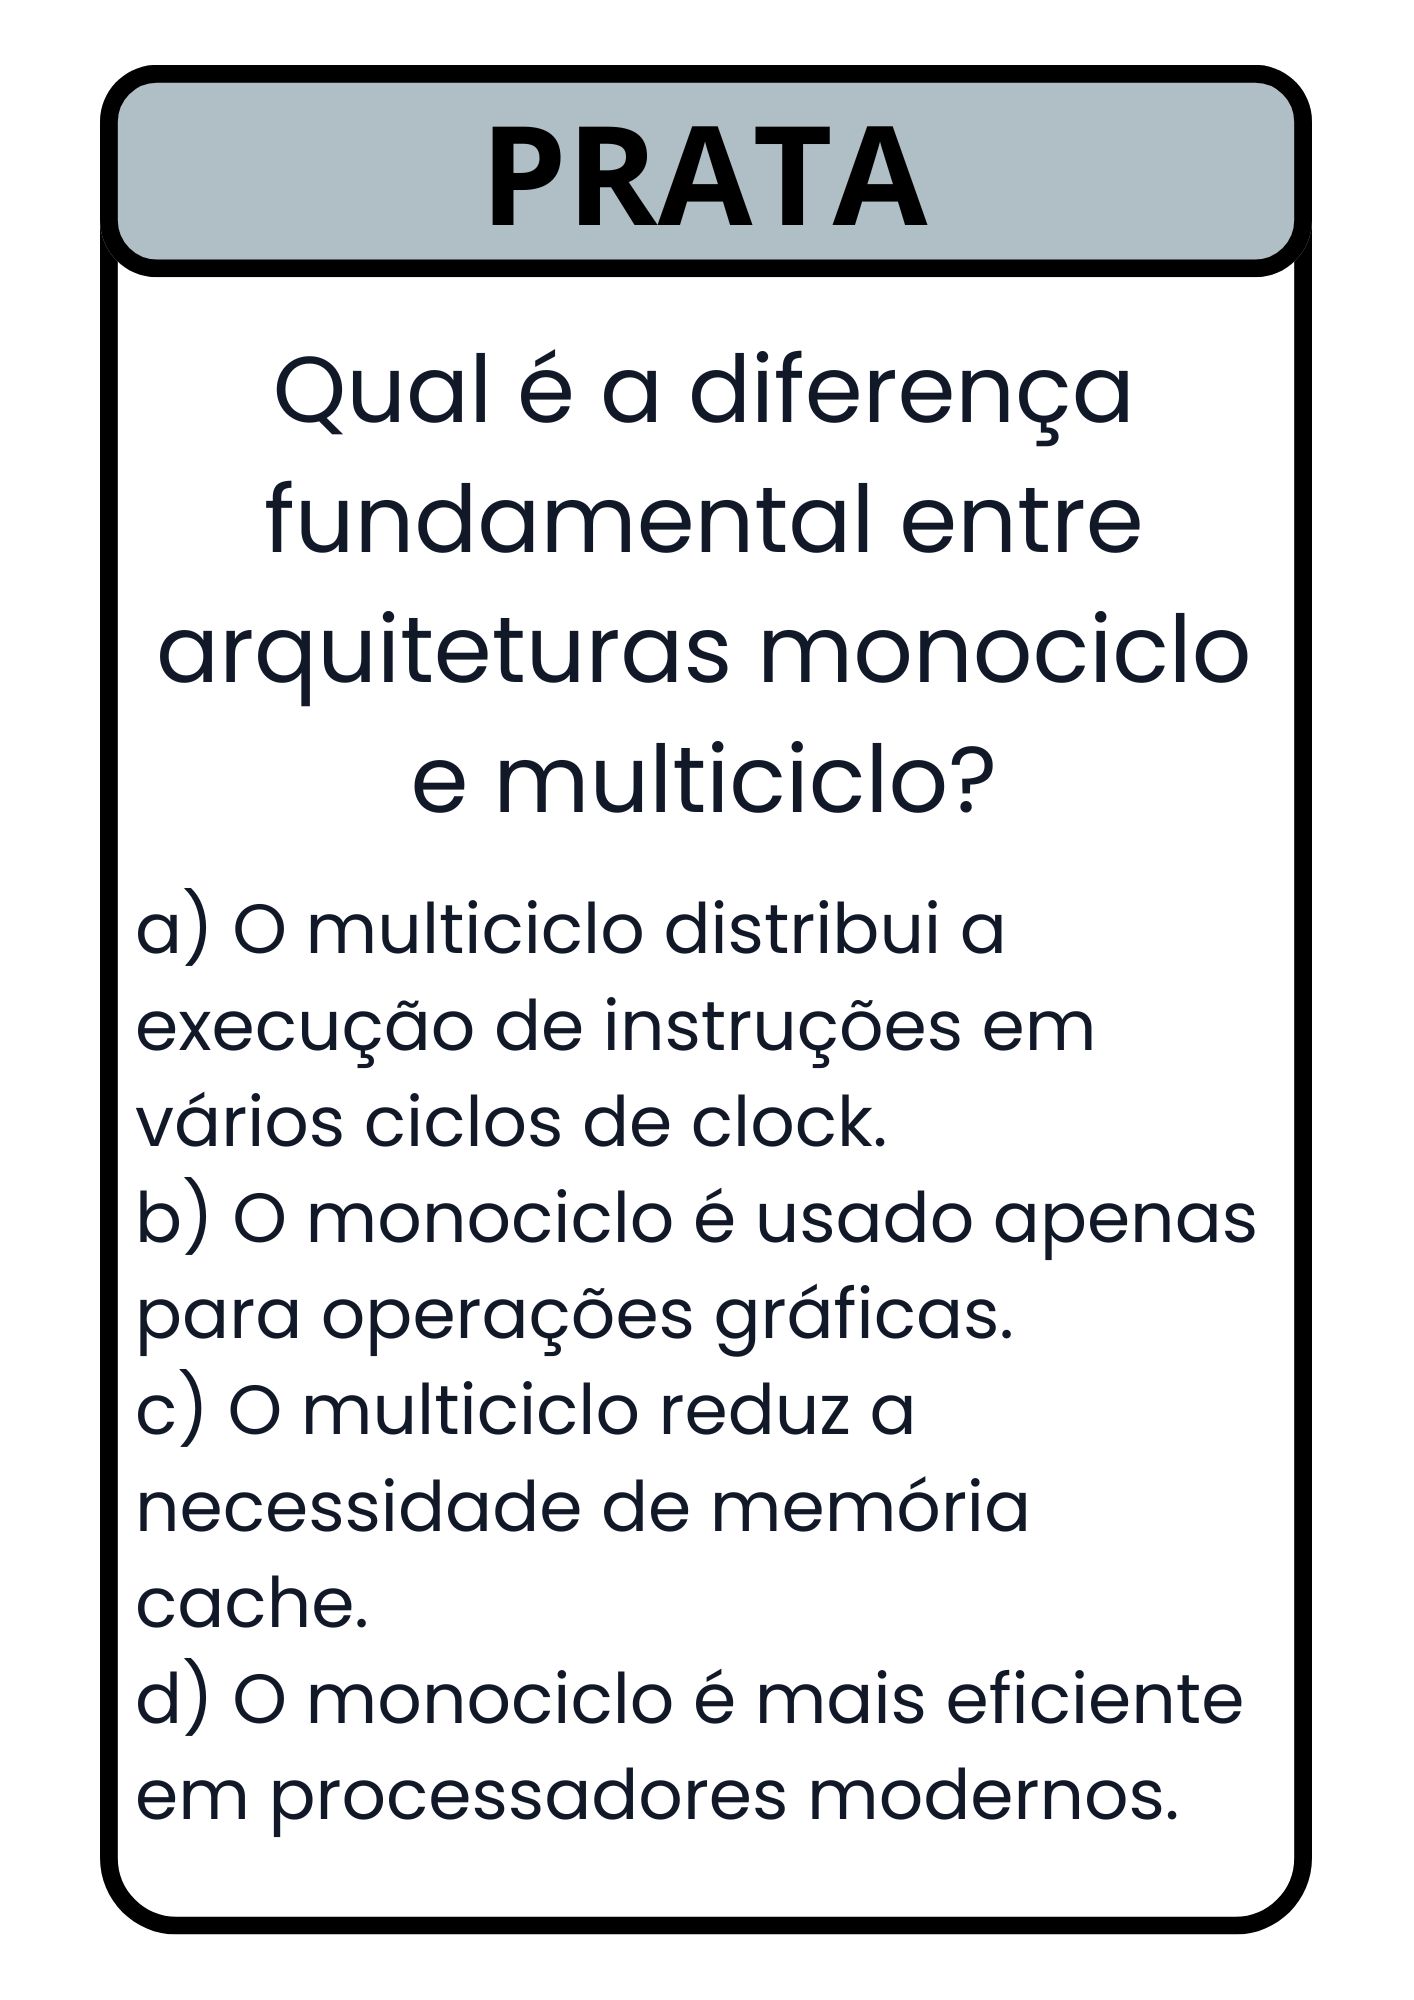 PRATA
Qual é a diferença
fundamental entre
arquiteturas monociclo
e multiciclo?
a) O multiciclo distribui a
execução de instruções em
vários ciclos de clock.
b) O monociclo é usado apenas
para operações gráficas.
c) O multiciclo reduz a
necessidade de memória
cache.
d) O monociclo é mais eficiente
em processadores modernos.